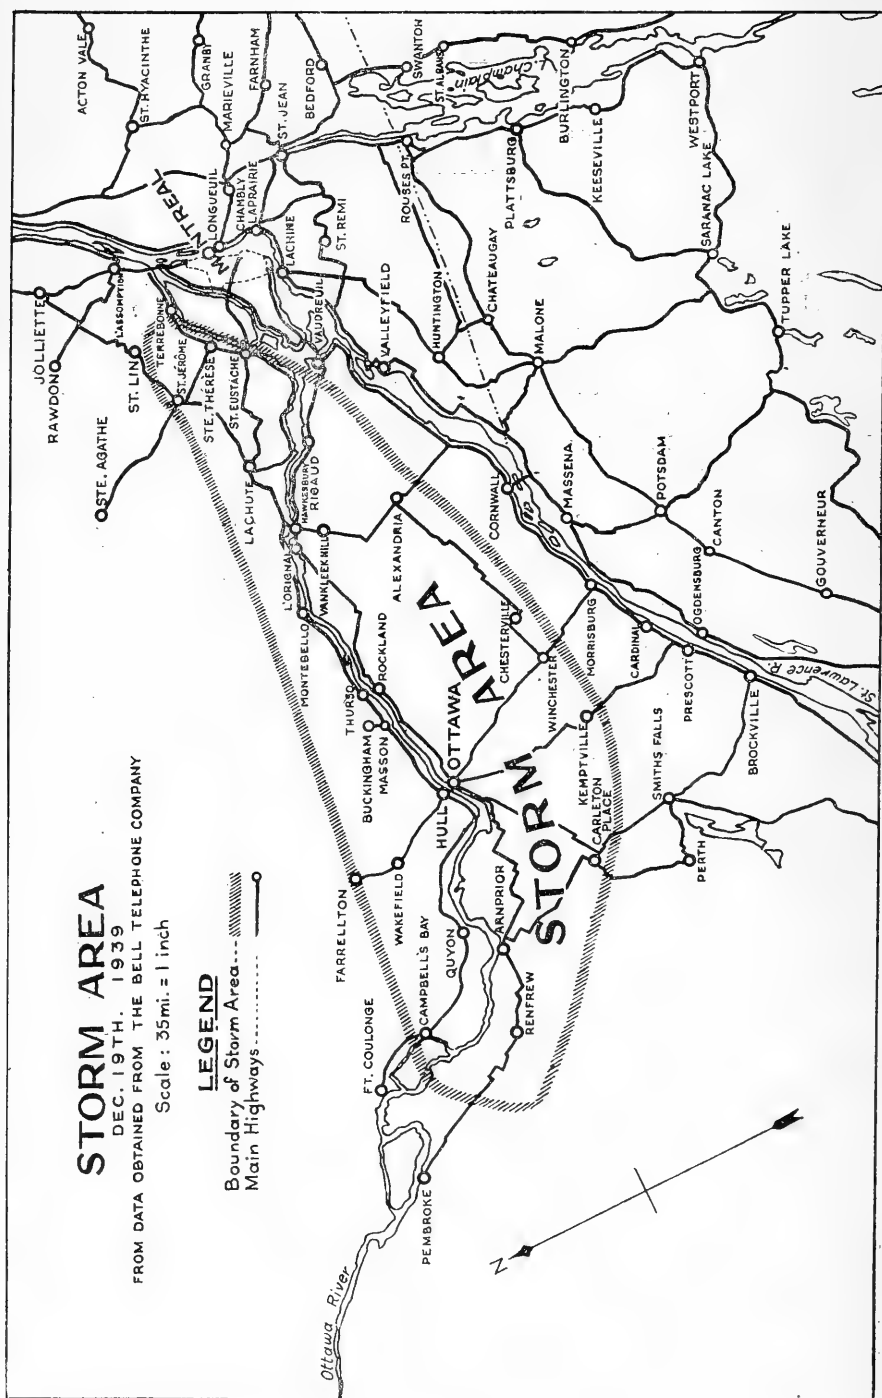 STORM AREA
DEC. 19TH. 1939
FROM DATA OBTAINED FROM THE BELL TELEPHONE COMPANY
Scale: 35mi. = 1 inch
LEGEND
Boundary of Storm Area
Main Highways
N
Ottawa River
PEMBROKE
FT. COULONGE
CAMPBELL'S BAY
RENFREW
QUYON
ARNPRIOR
FARRELLTON
WAKEFIELD
HULL
OTTAWA
BUCKINGHAM
MASSON
THURSO
ROCKLAND
MONTEBELLO
L'ORIGNAL
HAWKESBURY
VANKLEEK HILL
RIGAUD
LACHUTE
ALEXANDRIA
STORM AREA
CARLETON
PLACE
PERTH
SMITHS FALLS
KEMPTVILLE
WINCHESTER
CHESTERVILLE
MORRISBURG
CARDINAL
PRESCOTT
BROCKVILLE
OGDENSBURG
St. Lawrence R.
CORNWALL
MASSENA
POTSDAM
CANTON
GOUVERNEUR
STE. AGATHE
RAWDON
JOLLIETTE
ST. LIN
L'ASSOMPTION
TERREBONNE
ST. JEROME
STE. THÉRÈSE
ST. EUSTACHE
VAUDREUIL
VALLEYFIELD
MONTREAL
LONGUEUIL
CHAMBLY
LAPRAIRIE
LACHINE
ST. REMI
ST. JEAN
ACTON VALE
ST. RYACINTHE
GRANBY
MARIEVILLE
FARNHAM
BEDFORD
SWANTON
ST. ALBANS
L. Champlain
BURLINGTON
WESTPORT
KEESEVILLE
PLATTSBURG
ROUSES PT.
HUNTINGTON
CHATEAUGAY
MALONE
SARANAC LAKE
TUPPER LAKE